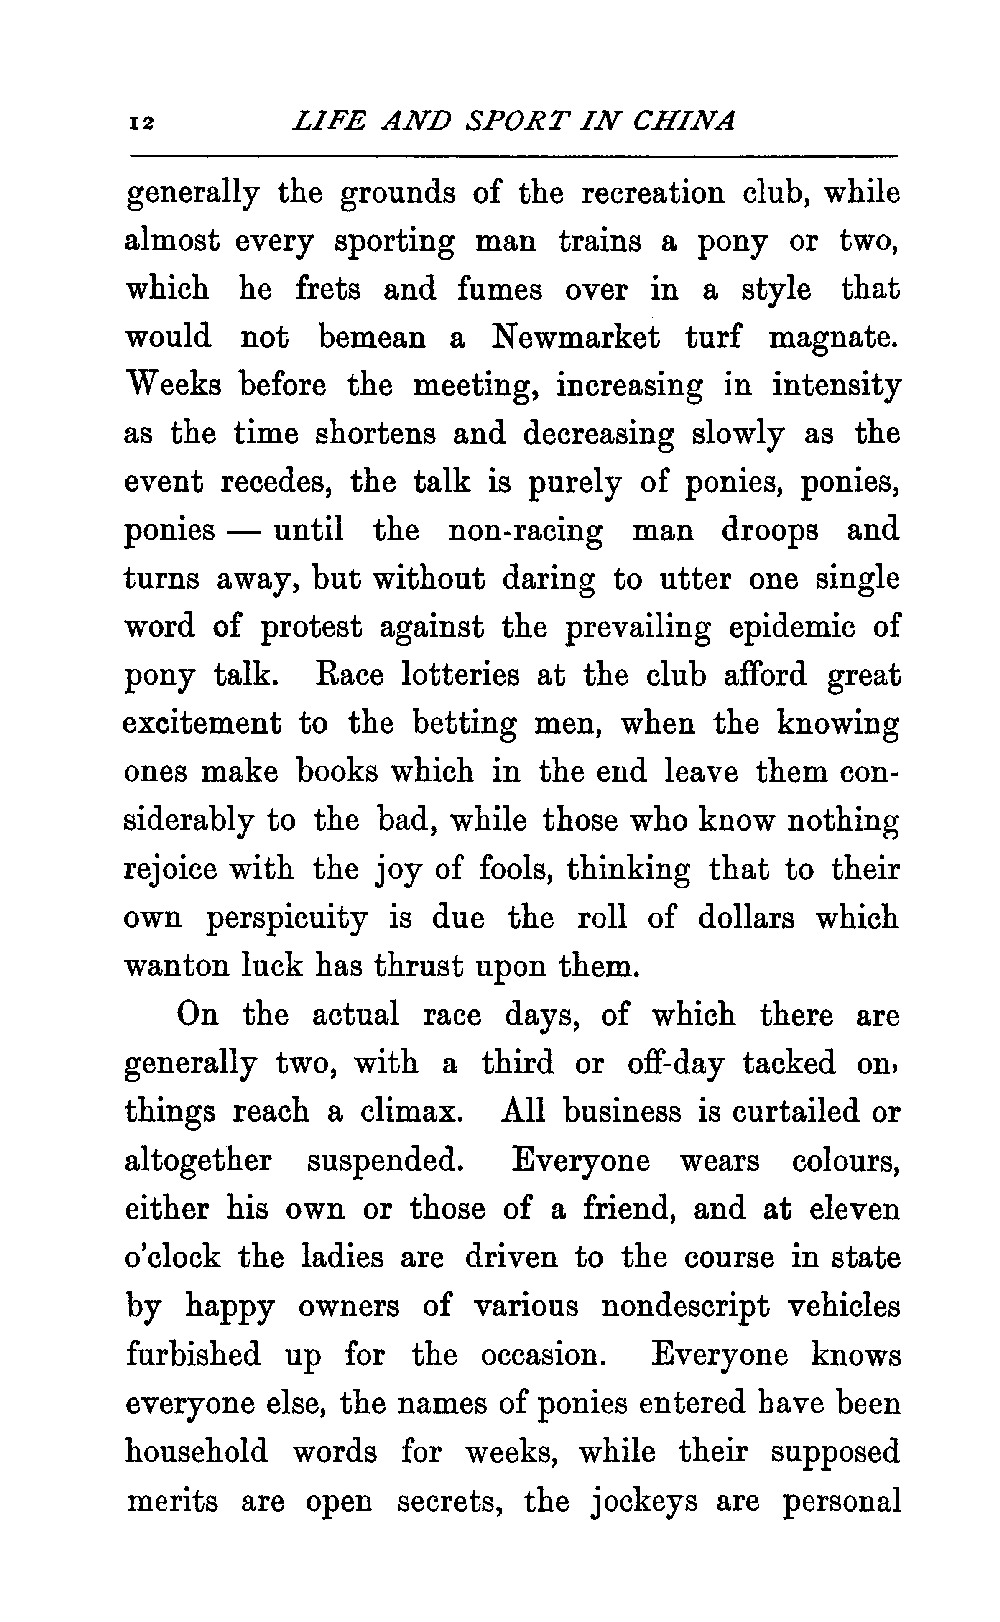 12 LIFE AND SPORT IN CHINA
generally the grounds of the recreation club, while
almost every sporting man trains a pony or two,
which he frets and fumes over in a style that
would not bemean a Newmarket turf magnate.
Weeks before the meeting, increasing in intensity
as the time shortens and decreasing slowly as the
event recedes, the talk is purely of ponies, ponies,
ponies — until the non-racing man droops and
turns away, but without daring to utter one single
word of protest against the prevailing epidemic of
pony talk. Race lotteries at the club afford great
excitement to the betting men, when the knowing
ones make books which in the end leave them con-
siderably to the bad, while those who know nothing
rejoice with the joy of fools, thinking that to their
own perspicuity is due the roll of dollars which
wanton luck has thrust upon them.
On the actual race days, of which there are
generally two, with a third or off-day tacked on,
things reach a climax. All business is curtailed or
altogether suspended. Everyone wears colours,
either his own or those of a friend, and at eleven
o'clock the ladies are driven to the course in state
by happy owners of various nondescript vehicles
furbished up for the occasion. Everyone knows
everyone else, the names of ponies entered have been
household words for weeks, while their supposed
merits are open secrets, the jockeys are personal